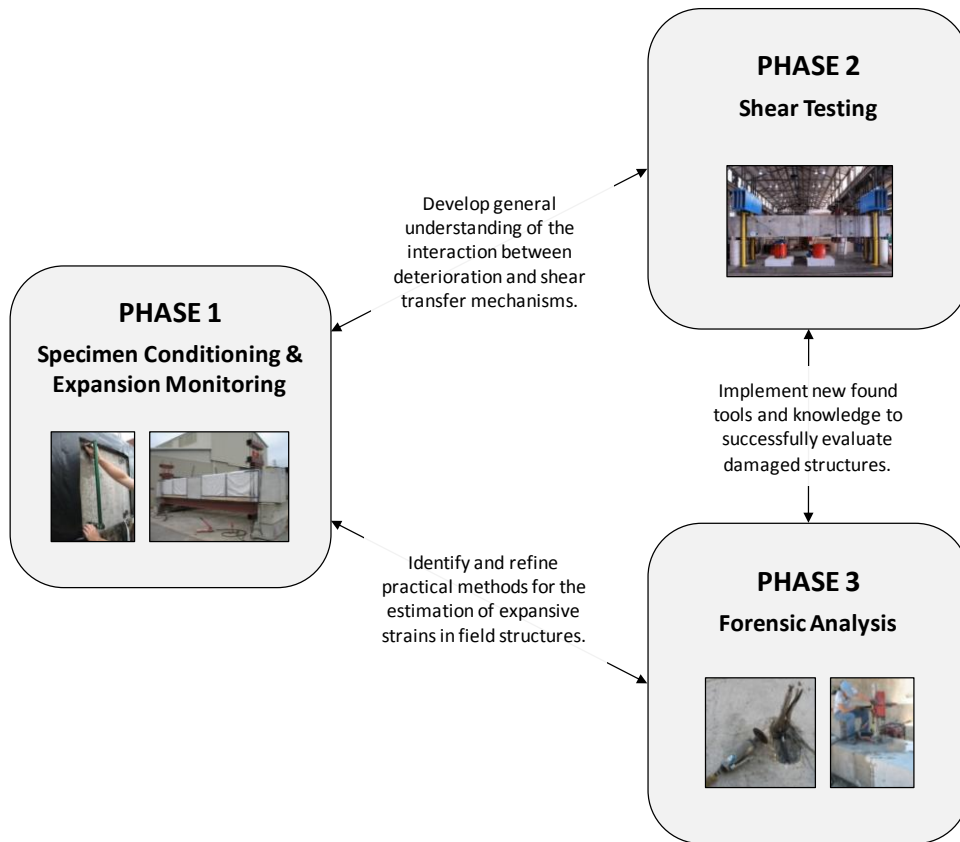 PHASE 1
Specimen Conditioning &
Expansion Monitoring
Develop general
understanding of the
interaction between
deterioration and shear
transfer mechanisms.
PHASE 2
Shear Testing
Implement new found
tools and knowledge to
successfully evaluate
damaged structures.
Identify and refine
practical methods for the
estimation of expansive
strains in field structures.
PHASE 3
Forensic Analysis